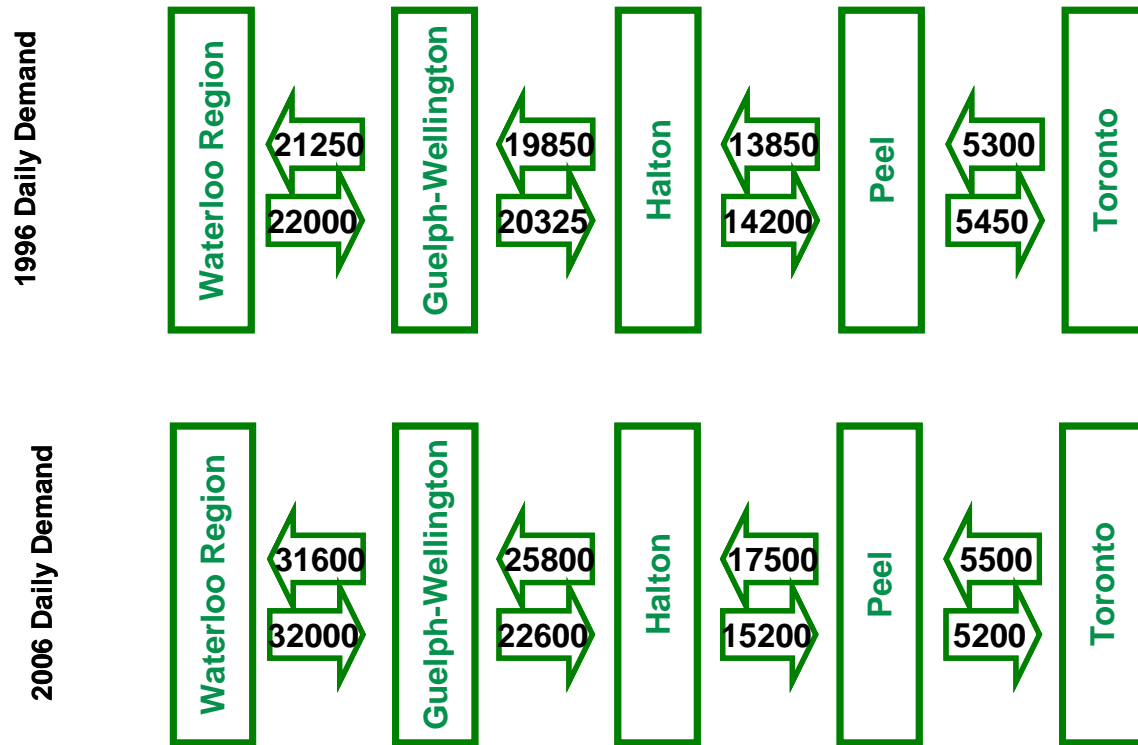 1996 Daily Demand
Waterloo Region
21250
22000
Guelph-Wellington
19850
20325
Halton
13850
14200
Peel
5300
5450
Toronto
2006 Daily Demand
Waterloo Region
31600
32000
Guelph-Wellington
25800
22600
Halton
17500
15200
Peel
5500
5200
Toronto